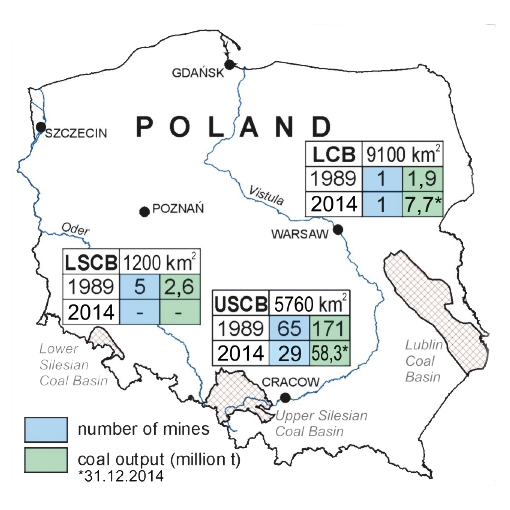 GDAŃSK
SZCZECIN
POLAND
LCB 9100 km²
1989 1 1,9
2014 1 7,7*
Vistula
POZNAŃ
WARSAW
Oder
LSCB 1200 km²
1989 5 2,6
2014 - -
USCB 5760 km²
1989 65 171
2014 29 58,3*
Lower
Silesian
Coal Basin
Lublin
Coal
Basin
CRACOW
Upper Silesian
Coal Basin
number of mines
coal output (million t)
*31.12.2014